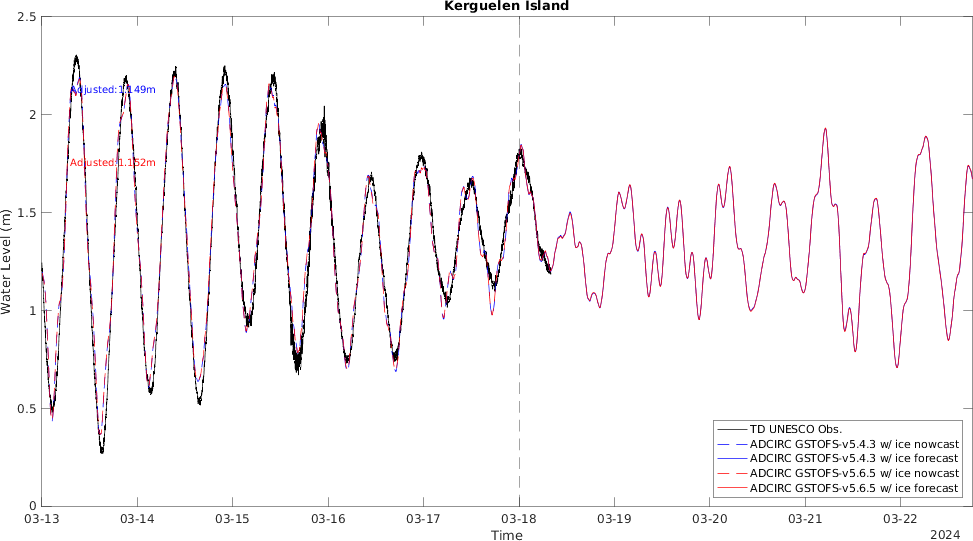 Kerguelen Island
2.5
2
1.5
1
0.5
0
Water Level (m)
Adjusted:1.149m
Adjusted:1.152m
TD UNESCO Obs.
ADCIRC GSTOFS-v5.4.3 w/ ice nowcast
ADCIRC GSTOFS-v5.4.3 w/ ice forecast
ADCIRC GSTOFS-v5.6.5 w/ ice nowcast
ADCIRC GSTOFS-v5.6.5 w/ ice forecast
03-13 03-14 03-15 03-16 03-17 03-18 03-19 03-20 03-21 03-22
Time
2024